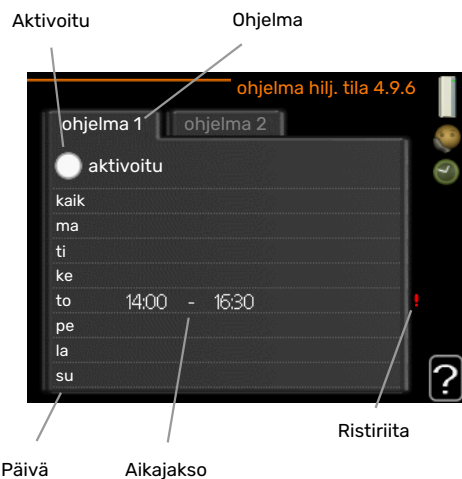 Aktivoitu
Ohjelma
ohjelma hilj. tila 4.9.6
ohjelma 1
ohjelma 2
aktivoitu
kaik
ma
ti
ke
to 14:00 - 16:30 !
pe
la
su
?
Ristiriita
Päivä
Aikajakso